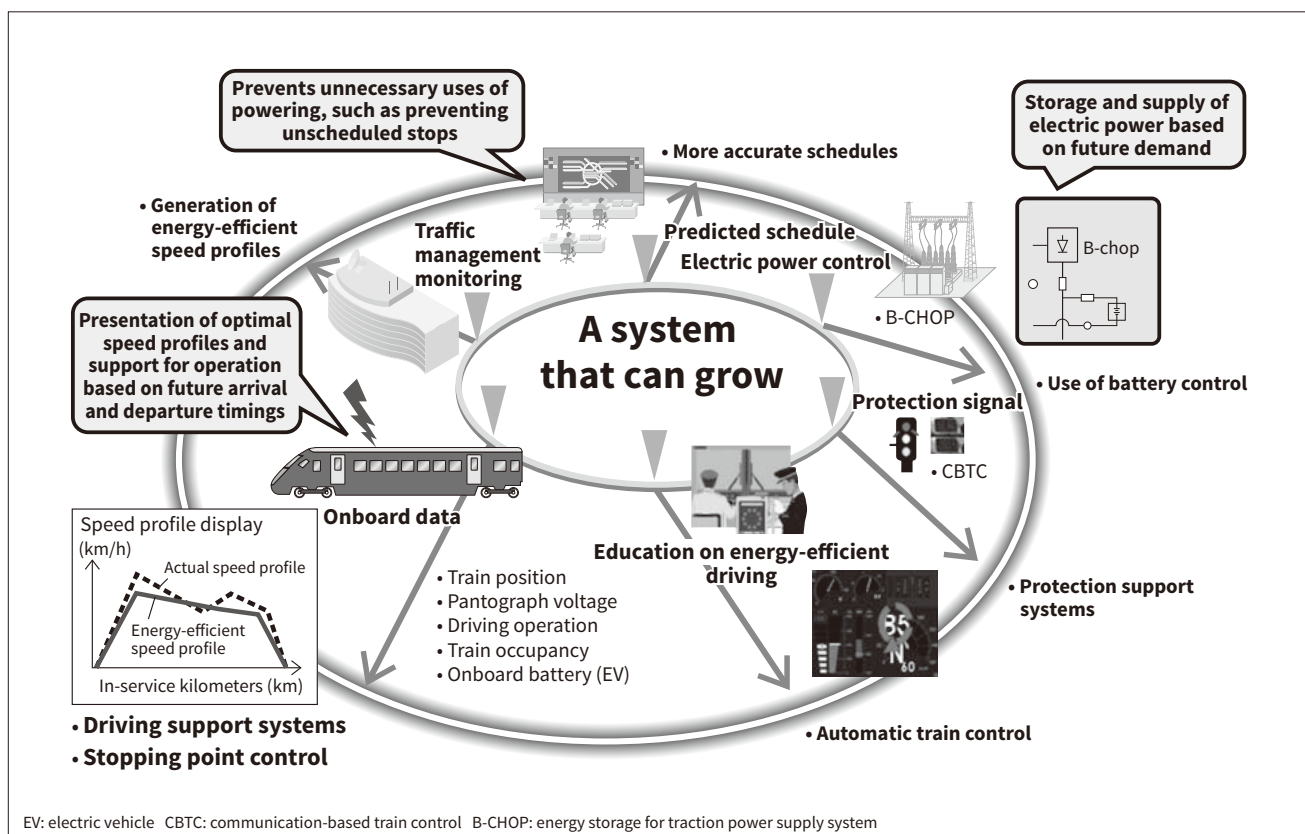 Prevents unnecessary uses of
powering, such as preventing
unscheduled stops
Storage and supply of
electric power based
on future demand
• More accurate schedules
• Generation of
energy-efficient
speed profiles
Traffic
management
monitoring
Predicted schedule
Electric power control
B-chop
• B-CHOP
Presentation of optimal
speed profiles and
support for operation
based on future arrival
and departure timings
A system
that can grow
• Use of battery control
Protection signal
• CBTC
Onboard data
Speed profile display
(km/h)
Actual speed profile
Energy-efficient
speed profile
In-service kilometers (km)
Education on energy-efficient
driving
• Train position
• Pantograph voltage
• Driving operation
• Train occupancy
• Onboard battery (EV)
B5
N
60
• Protection support
systems
• Driving support systems
• Stopping point control
• Automatic train control
EV: electric vehicle CBTC: communication-based train control B-CHOP: energy storage for traction power supply system